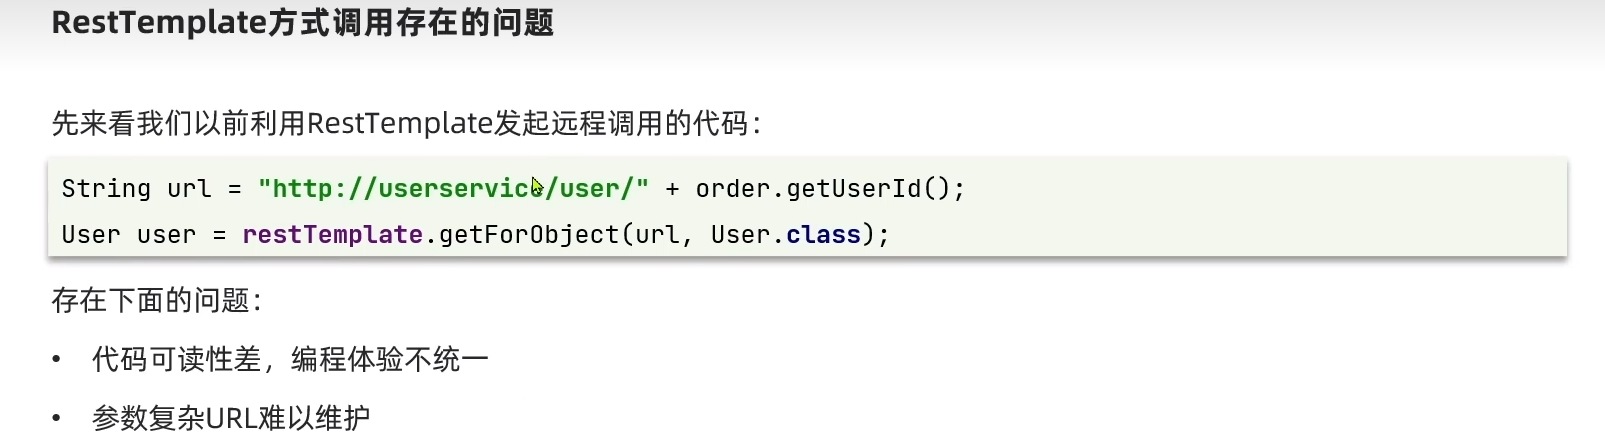 RestTemplate方式调用存在的问题
先来看我们以前利用RestTemplate发起远程调用的代码：
String url = "http://userservice/user/" + order.getUserId();
User user = restTemplate.getForObject(url, User.class);
存在下面的问题：
• 代码可读性差，编程体验不统一
• 参数复杂URL难以维护